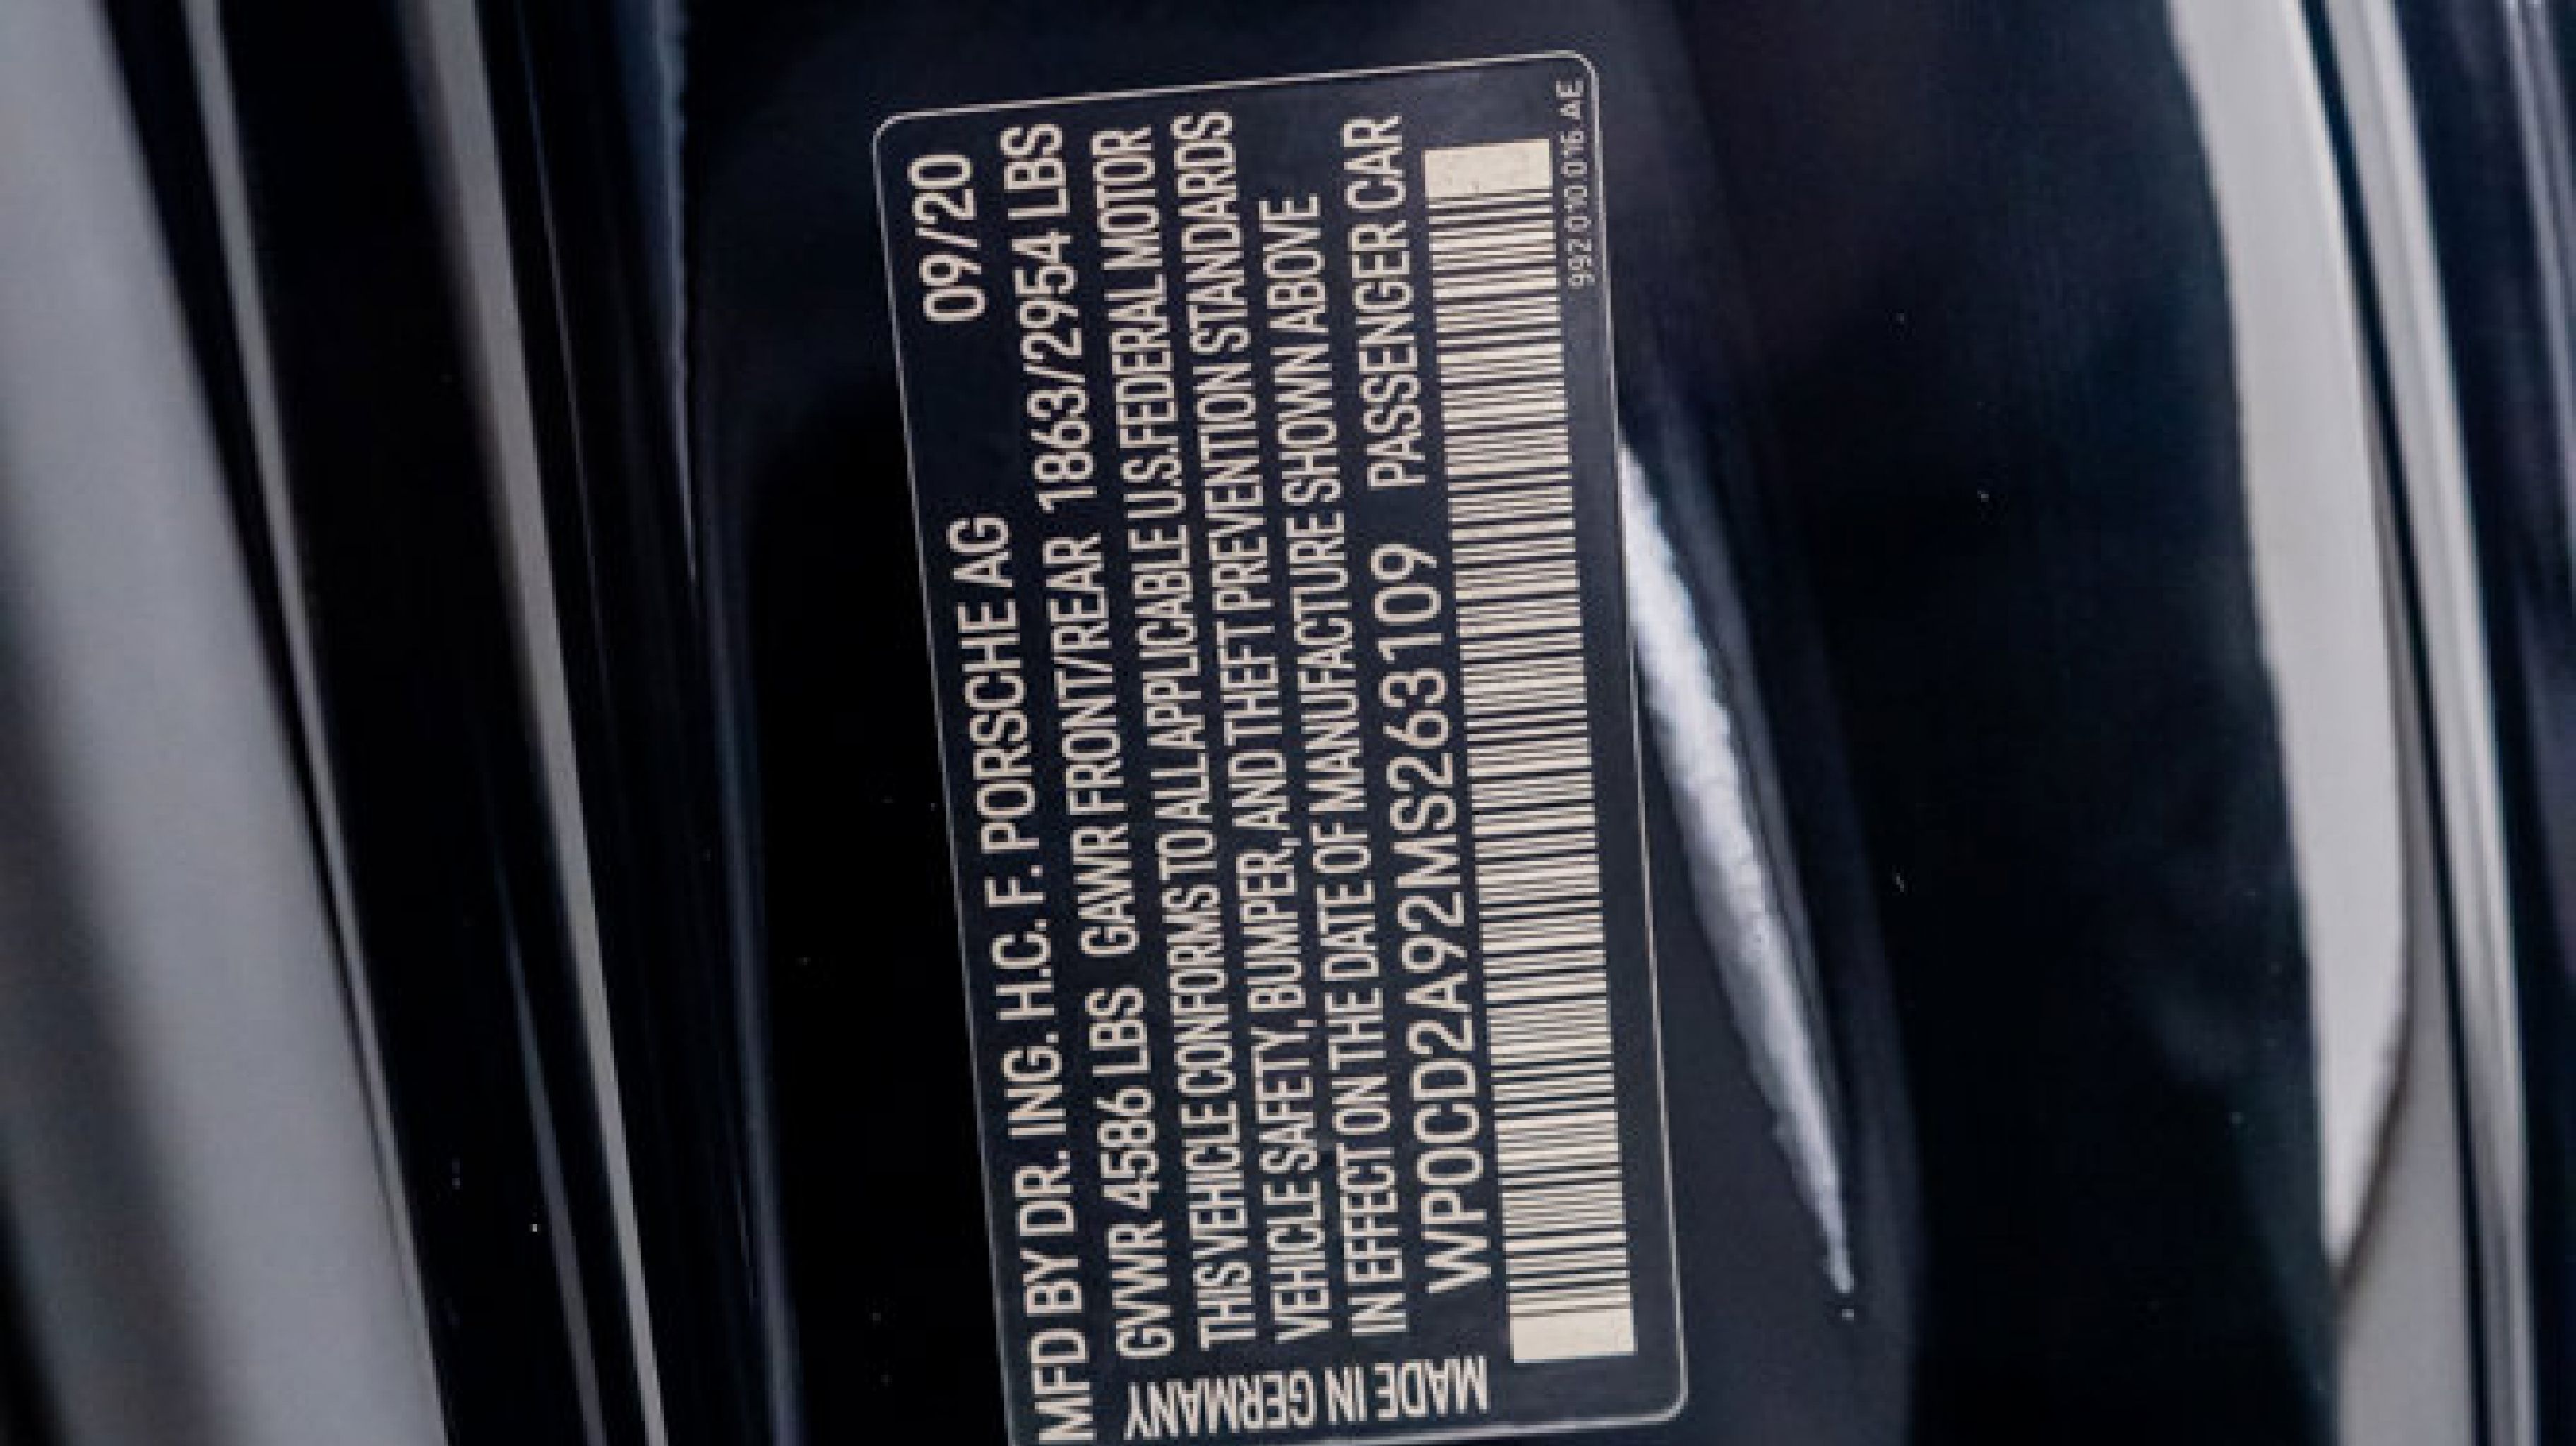 MFD BY DR. ING. H.C. F. PORSCHE AG 09/20
GVWR 4586 LBS GAWR FRONT/REAR 1863/2954 LBS
THIS VEHICLE CONFORMS TO ALL APPLICABLE U.S. FEDERAL MOTOR
VEHICLE SAFETY, BUMPER, AND THEFT PREVENTION STANDARDS
IN EFFECT ON THE DATE OF MANUFACTURE SHOWN ABOVE
WP0CD2A92MS263109 PASSENGER CAR
992.010.016.AE
MADE IN GERMANY